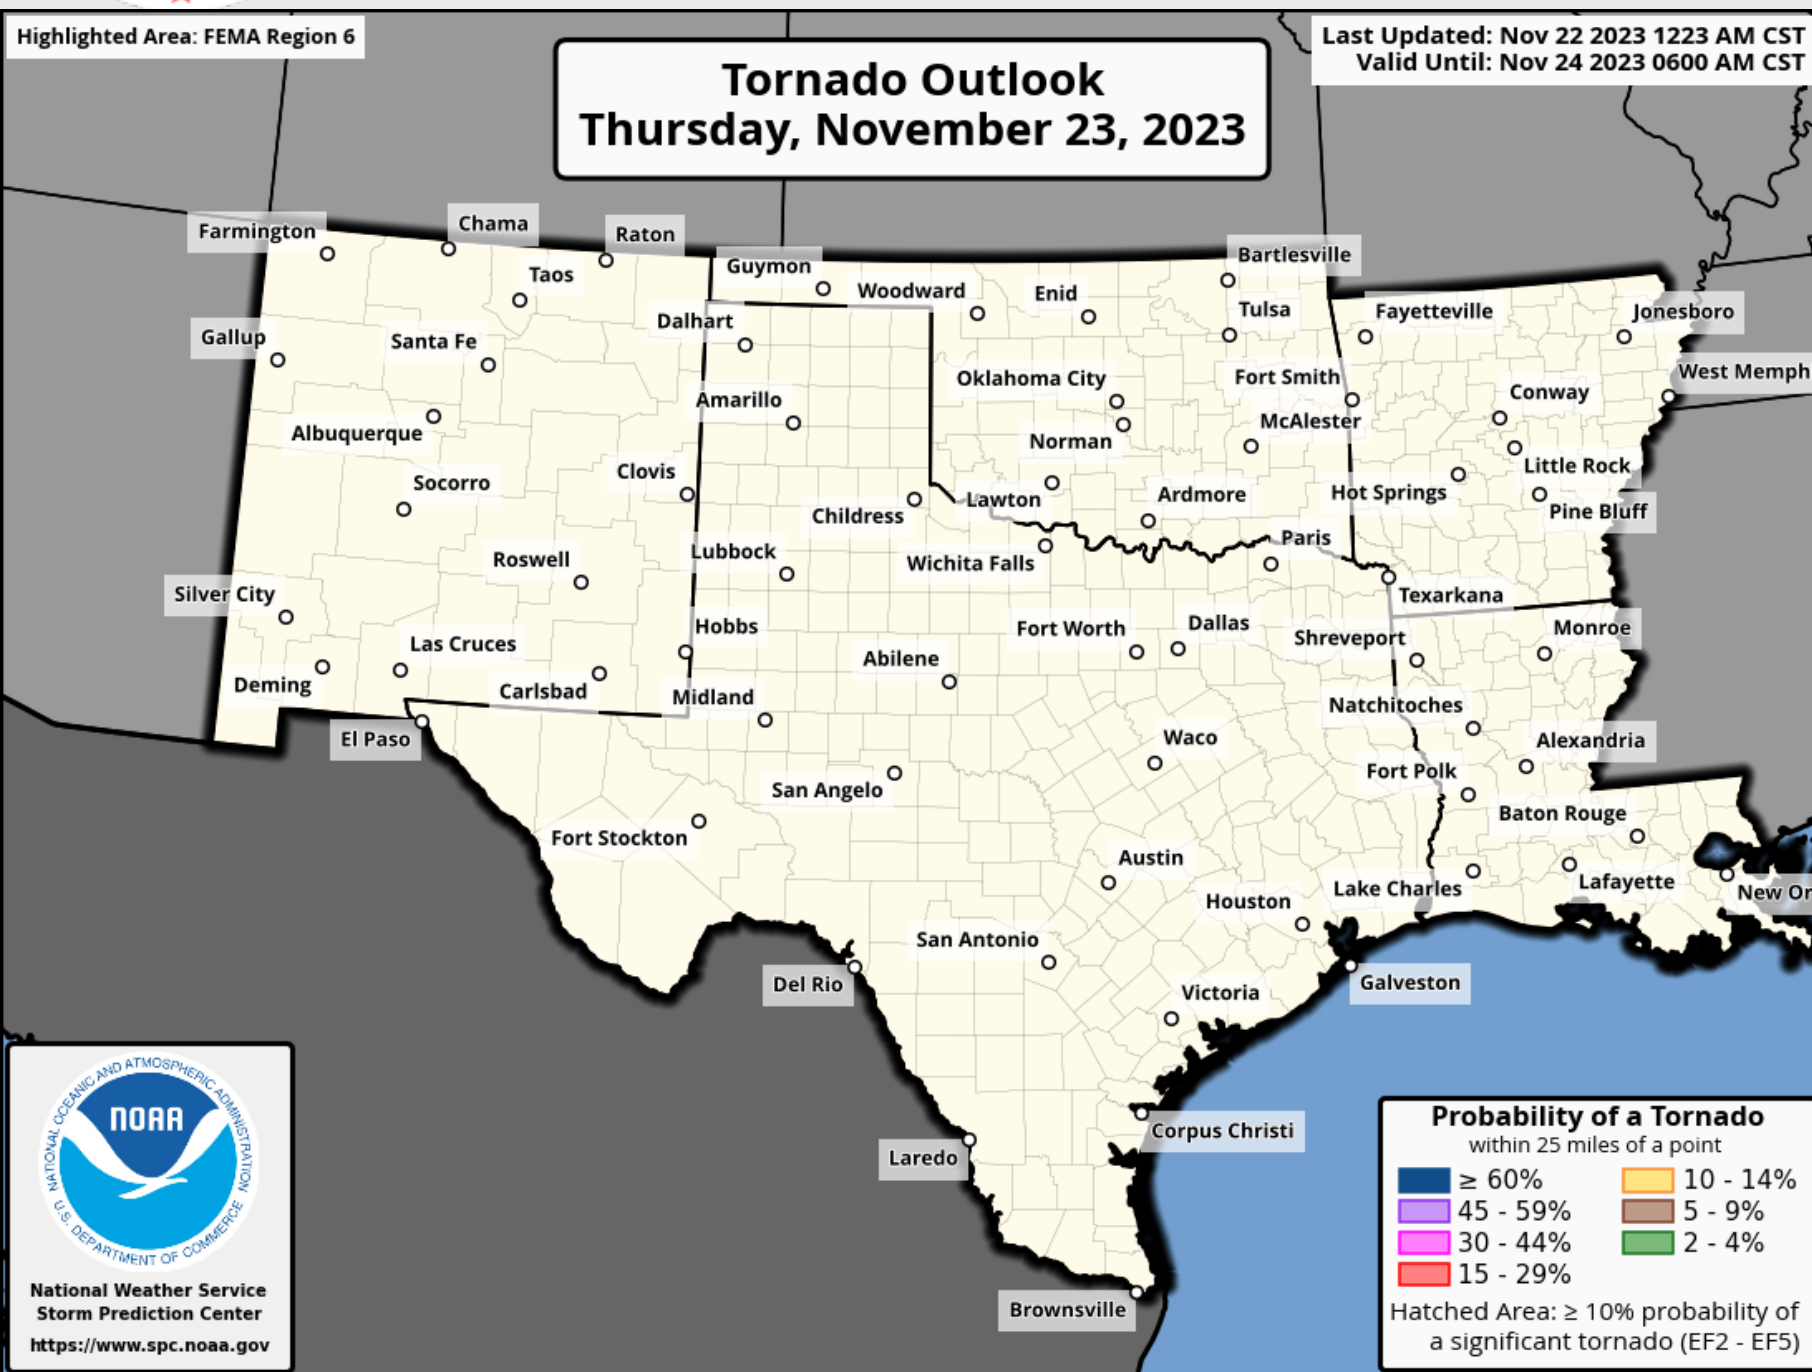 Highlighted Area: FEMA Region 6
Tornado Outlook
Thursday, November 23, 2023
Last Updated: Nov 22 2023 1223 AM CST
Valid Until: Nov 24 2023 0600 AM CST
Farmington
Chama
Raton
Taos
Guymon
Woodward
Enid
Bartlesville
Tulsa
Fayetteville
Jonesboro
Gallup
Santa Fe
Dalhart
Oklahoma City
Fort Smith
West Memph
Conway
Amarillo
Albuquerque
Norman
McAlester
Little Rock
Clovis
Socorro
Lawton
Ardmore
Hot Springs
Pine Bluff
Childress
Paris
Roswell
Lubbock
Wichita Falls
Silver City
Texarkana
Hobbs
Fort Worth
Dallas
Shreveport
Monroe
Las Cruces
Abilene
Deming
Carlsbad
Midland
Natchitoches
El Paso
Waco
Alexandria
Fort Polk
San Angelo
Baton Rouge
Fort Stockton
Austin
Lake Charles
Lafayette
New Or
Houston
San Antonio
Del Rio
Victoria
Galveston
Corpus Christi
Laredo
Brownsville
NATIONAL OCEANIC AND ATMOSPHERIC ADMINISTRATION
NOAA
U.S. DEPARTMENT OF COMMERCE
National Weather Service
Storm Prediction Center
https://www.spc.noaa.gov
Probability of a Tornado
within 25 miles of a point
≥ 60%
45 - 59%
30 - 44%
15 - 29%
10 - 14%
5 - 9%
2 - 4%
Hatched Area: ≥ 10% probability of
a significant tornado (EF2 - EF5)